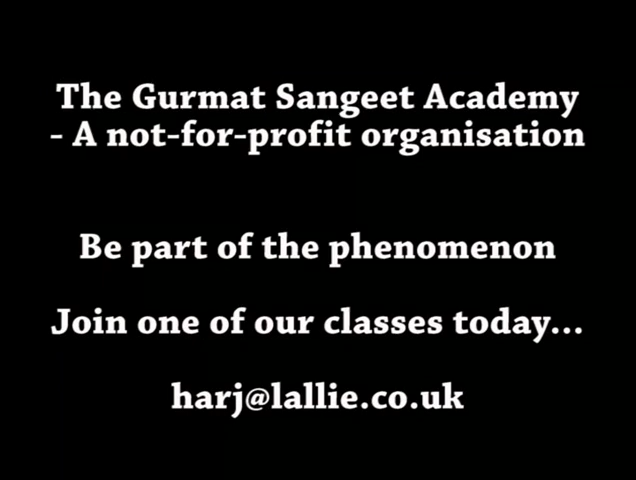 The Gurmat Sangeet Academy
- A not-for-profit organisation
Be part of the phenomenon
Join one of our classes today...
harj@lallie.co.uk